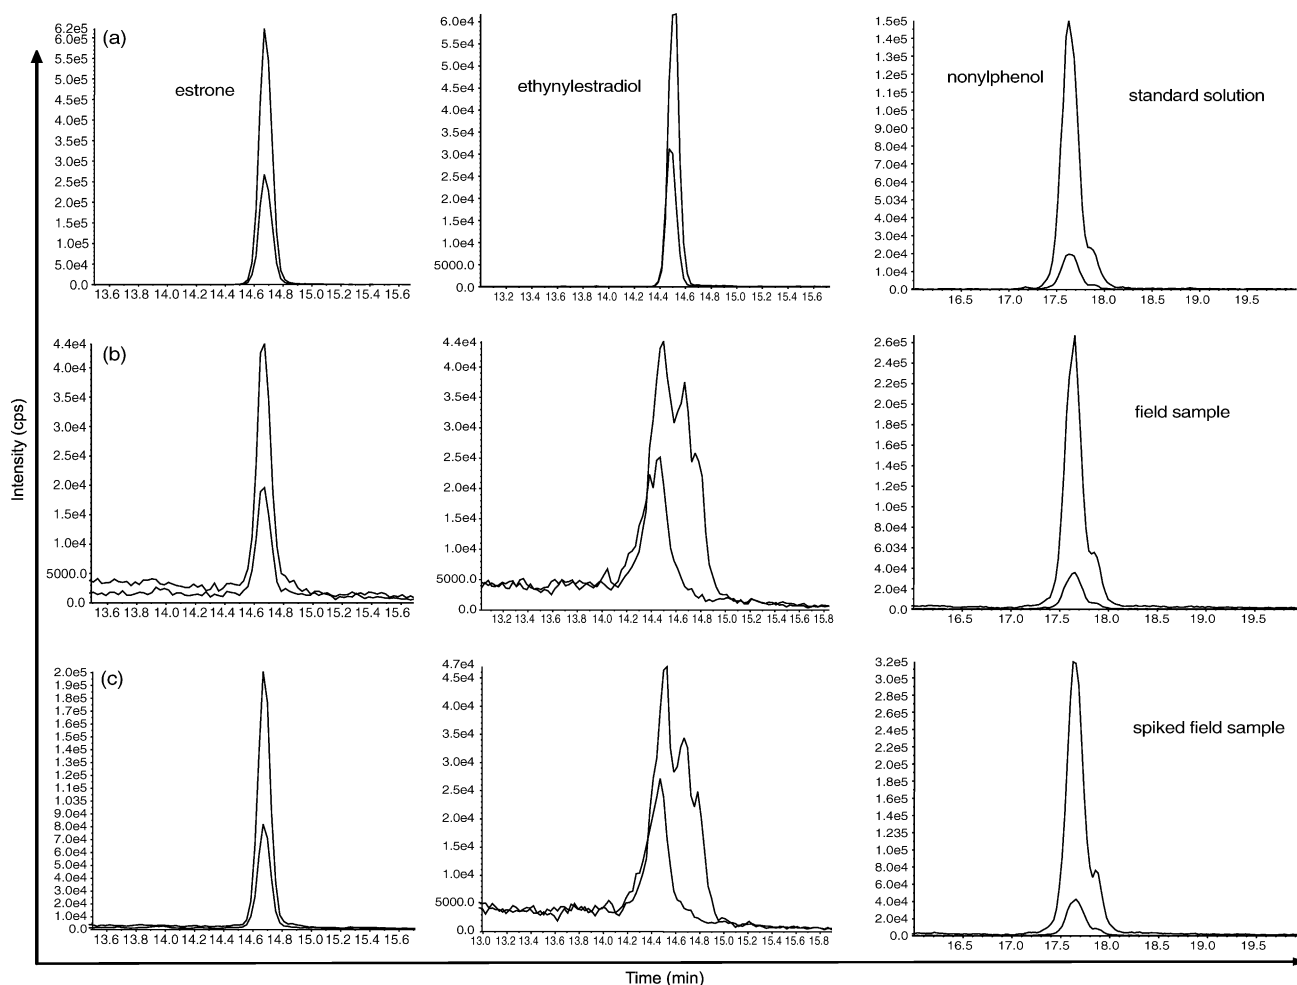 (a)
estrone
6.2e5
6.0e5
5.5e5
5.0e5
4.5e5
4.0e5
3.5e5
3.0e5
2.5e5
2.0e5
1.5e5
1.0e5
5.0e4
0.0
13.6 13.8 14.0 14.2 14.4 14.6 14.8 15.0 15.2 15.4 15.6
ethynylestradiol
6.0e4
5.5e4
5.0e4
4.5e4
4.0e4
3.5e4
3.0e4
2.5e4
2.0e4
1.5e4
1.0e4
5000.0
0.0
13.2 13.4 13.6 13.8 14.0 14.2 14.4 14.6 14.8 15.0 15.2 15.4 15.6
nonylphenol
standard solution
1.5e5
1.3e5
1.2e5
1.1e5
1.0e5
9.0e0
8.0e4
7.0e4
6.0e4
5.034
4.0e4
3.0e4
2.0e4
1.0e4
0.0
16.5 17.0 17.5 18.0 18.5 19.0 19.5
(b)
4.4e4
4.0e4
3.5e4
3.0e4
2.5e4
2.0e4
1.5e4
1.0e4
5000.0
0.0
13.6 13.8 14.0 14.2 14.4 14.6 14.8 15.0 15.2 15.4 15.6
4.4e4
4.0e4
3.5e4
3.0e4
2.5e4
2.0e4
1.5e4
1.0e4
5000.0
0.0
13.2 13.4 13.6 13.8 14.0 14.2 14.4 14.6 14.8 15.0 15.2 15.4 15.6 15.8
field sample
2.6e5
2.4e5
2.2e5
2.0e5
1.8e5
1.6e5
1.4e5
1.2e5
1.0e5
8.0e4
6.034
4.0e4
2.0e4
0.0
16.5 17.0 17.5 18.0 18.5 19.0 19.5
(c)
2.0e5
1.9e5
1.8e5
1.7e5
1.6e5
1.5e5
1.4e5
1.3e5
1.2e5
1.1e5
1.035
9.0e4
8.0e4
7.0e4
6.0e4
5.0e4
4.0e4
3.0e4
2.0e4
1.0e4
0.0
13.6 13.8 14.0 14.2 14.4 14.6 14.8 15.0 15.2 15.4 15.6
4.7e4
4.5e4
4.0e4
3.5e4
3.0e4
2.5e4
2.0e4
1.5e4
1.0e4
5000.0
0.0
13.0 13.2 13.4 13.6 13.8 14.0 14.2 14.4 14.6 14.8 15.0 15.2 15.4 15.6 15.8
spiked field sample
3.2e5
3.0e5
2.8e5
2.6e5
2.4e5
2.2e5
2.0e5
1.8e5
1.6e5
1.4e5
1.235
1.0e5
8.0e4
60.e4
4.0e4
2.0e4
0.0
16.5 17.0 17.5 18.0 18.5 19.0 19.5
Intensity (cps)
Time (min)